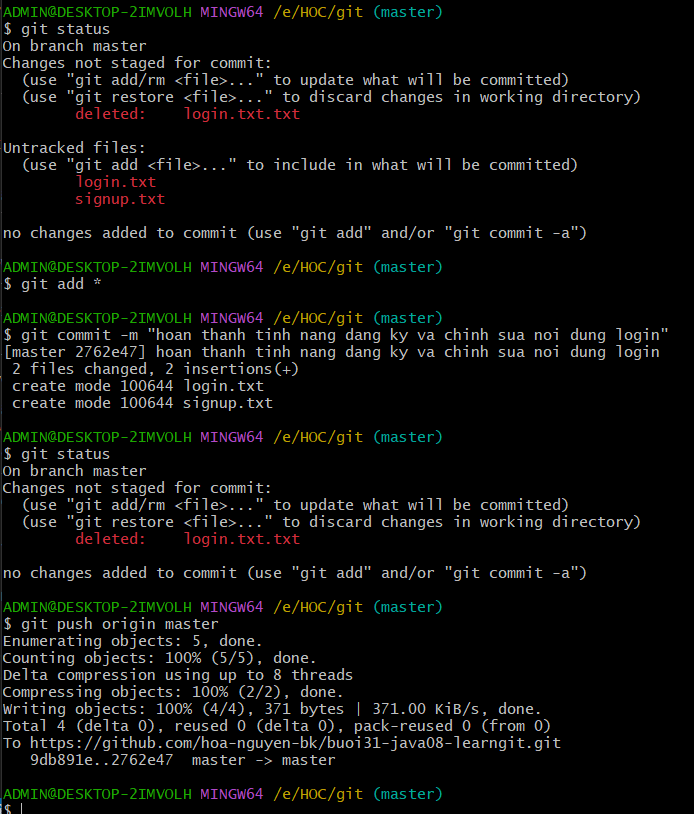 ADMIN@DESKTOP-2IMVOLH MINGW64 /e/HOC/git (master)
$ git status
On branch master
Changes not staged for commit:
  (use "git add/rm <file>..." to update what will be committed)
  (use "git restore <file>..." to discard changes in working directory)
        deleted:    login.txt.txt

Untracked files:
  (use "git add <file>..." to include in what will be committed)
        login.txt
        signup.txt

no changes added to commit (use "git add" and/or "git commit -a")

ADMIN@DESKTOP-2IMVOLH MINGW64 /e/HOC/git (master)
$ git add *

ADMIN@DESKTOP-2IMVOLH MINGW64 /e/HOC/git (master)
$ git commit -m "hoan thanh tinh nang dang ky va chinh sua noi dung login"
[master 2762e47] hoan thanh tinh nang dang ky va chinh sua noi dung login
 2 files changed, 2 insertions(+)
 create mode 100644 login.txt
 create mode 100644 signup.txt

ADMIN@DESKTOP-2IMVOLH MINGW64 /e/HOC/git (master)
$ git status
On branch master
Changes not staged for commit:
  (use "git add/rm <file>..." to update what will be committed)
  (use "git restore <file>..." to discard changes in working directory)
        deleted:    login.txt.txt

no changes added to commit (use "git add" and/or "git commit -a")

ADMIN@DESKTOP-2IMVOLH MINGW64 /e/HOC/git (master)
$ git push origin master
Enumerating objects: 5, done.
Counting objects: 100% (5/5), done.
Delta compression using up to 8 threads
Compressing objects: 100% (2/2), done.
Writing objects: 100% (4/4), 371 bytes | 371.00 KiB/s, done.
Total 4 (delta 0), reused 0 (delta 0), pack-reused 0 (from 0)
To https://github.com/hoa-nguyen-bk/buoi31-java08-learngit.git
   9db891e..2762e47  master -> master

ADMIN@DESKTOP-2IMVOLH MINGW64 /e/HOC/git (master)
$